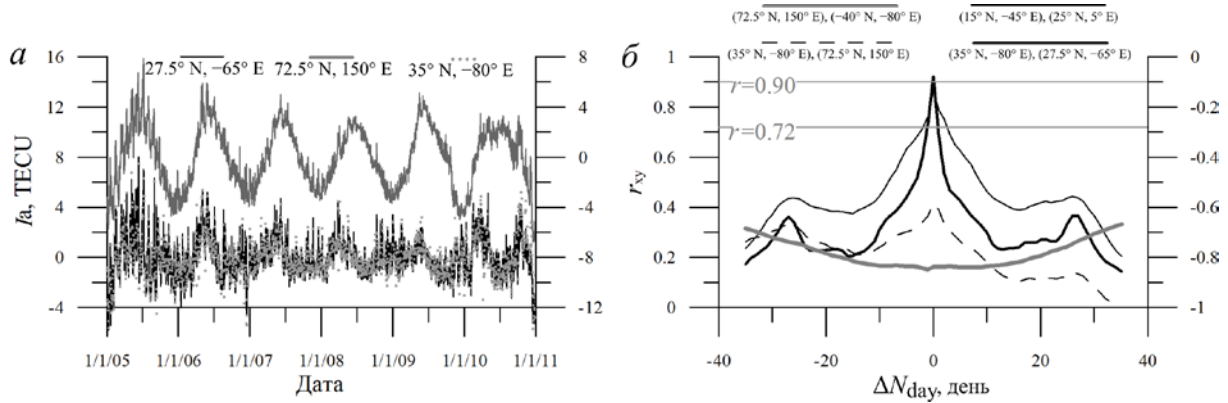 а
16
12
8
4
0
-4
8
4
0
-4
-8
-12
Iа, TECU
27.5° N, −65° E
72.5° N, 150° E
35° N, −80° E
1/1/05
1/1/06
1/1/07
1/1/08
1/1/09
1/1/10
1/1/11
Дата
б
(72.5° N, 150° E), (−40° N, −80° E)
(15° N, −45° E), (25° N, 5° E)
(35° N, −80° E), (72.5° N, 150° E)
(35° N, −80° E), (27.5° N, −65° E)
1
0.8
0.6
0.4
0.2
0
0
-0.2
-0.4
-0.6
-0.8
-1
rxy
r=0.90
r=0.72
-40
-20
0
20
40
ΔNday, день